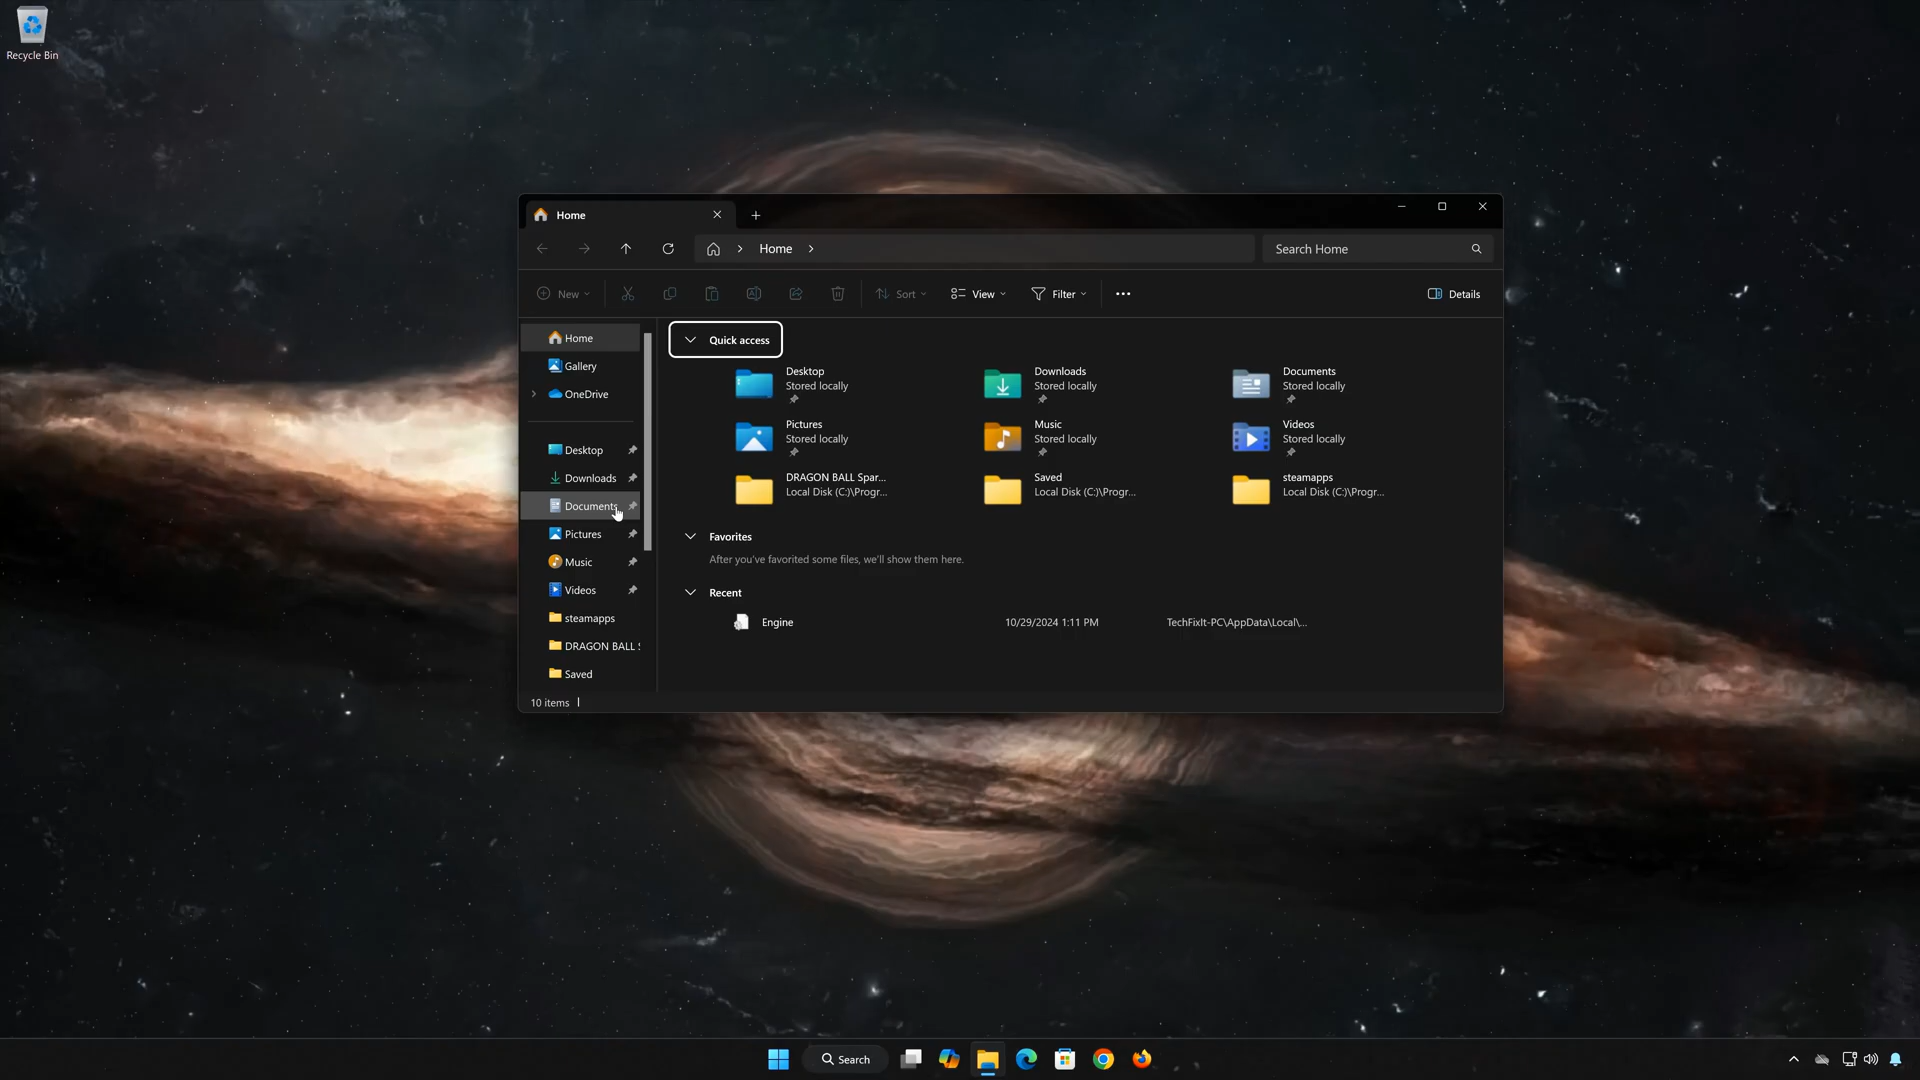 Recycle Bin
Home
Home
Search Home
New
Sort
View
Filter
Details
Home
Gallery
OneDrive
Desktop
Downloads
Documents
Pictures
Music
Videos
steamapps
DRAGON BALL S
Saved
Quick access
Desktop
Stored locally
Downloads
Stored locally
Documents
Stored locally
Pictures
Stored locally
Music
Stored locally
Videos
Stored locally
DRAGON BALL Spar...
Local Disk (C:)\Progr...
Saved
Local Disk (C:)\Progr...
steamapps
Local Disk (C:)\Progr...
Favorites
After you've favorited some files, we'll show them here.
Recent
Engine 10/29/2024 1:11 PM TechFixIt-PC\AppData\Local\...
10 items
Search